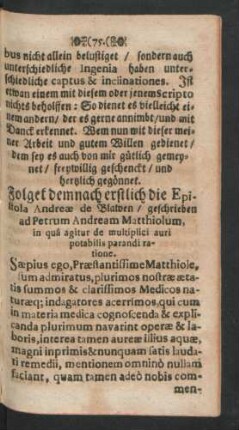 (75.)
bus nicht allein belustiget / sondern auch
unterschiedliche Ingenia haben unter-
schiedliche captus & inclinationes. Ist
etwan einem mit diesem oder jenem scripto
nichts beholffen: So dienet es vielleicht ei-
nem andern / der es gerne annimbt / und mit
Danck erkennet. Wem nun mit dieser mei-
ner Arbeit und gutem Willen gedienet /
dem sey es auch von mir gütlich gemey-
net / freywillig geschenckt / und
hertzlich gegönnet.
Folget demnach erstlich die Epi-
stola Andreæ de Blawen / geschrieben
ad Petrum Andream Matthiolum,
in quâ agitur de multiplici auri
potabilis parandi ra-
tione.
Sæpius ego, Præstantissime Matthiole,
sum admiratus, plurimos nostræ æta-
tis summos & clarissimos Medicos na-
turæq; indagatores acerrimos, qui cum
in materia medica cognoscenda & expli-
canda plurimum navarint operæ & la-
boris, interea tamen aureæ illius aquæ,
magni inprimis & nunquam satis lauda-
ti remedii, mentionem omninò nullam
faciant, quam tamen adeò nobis com-
men-